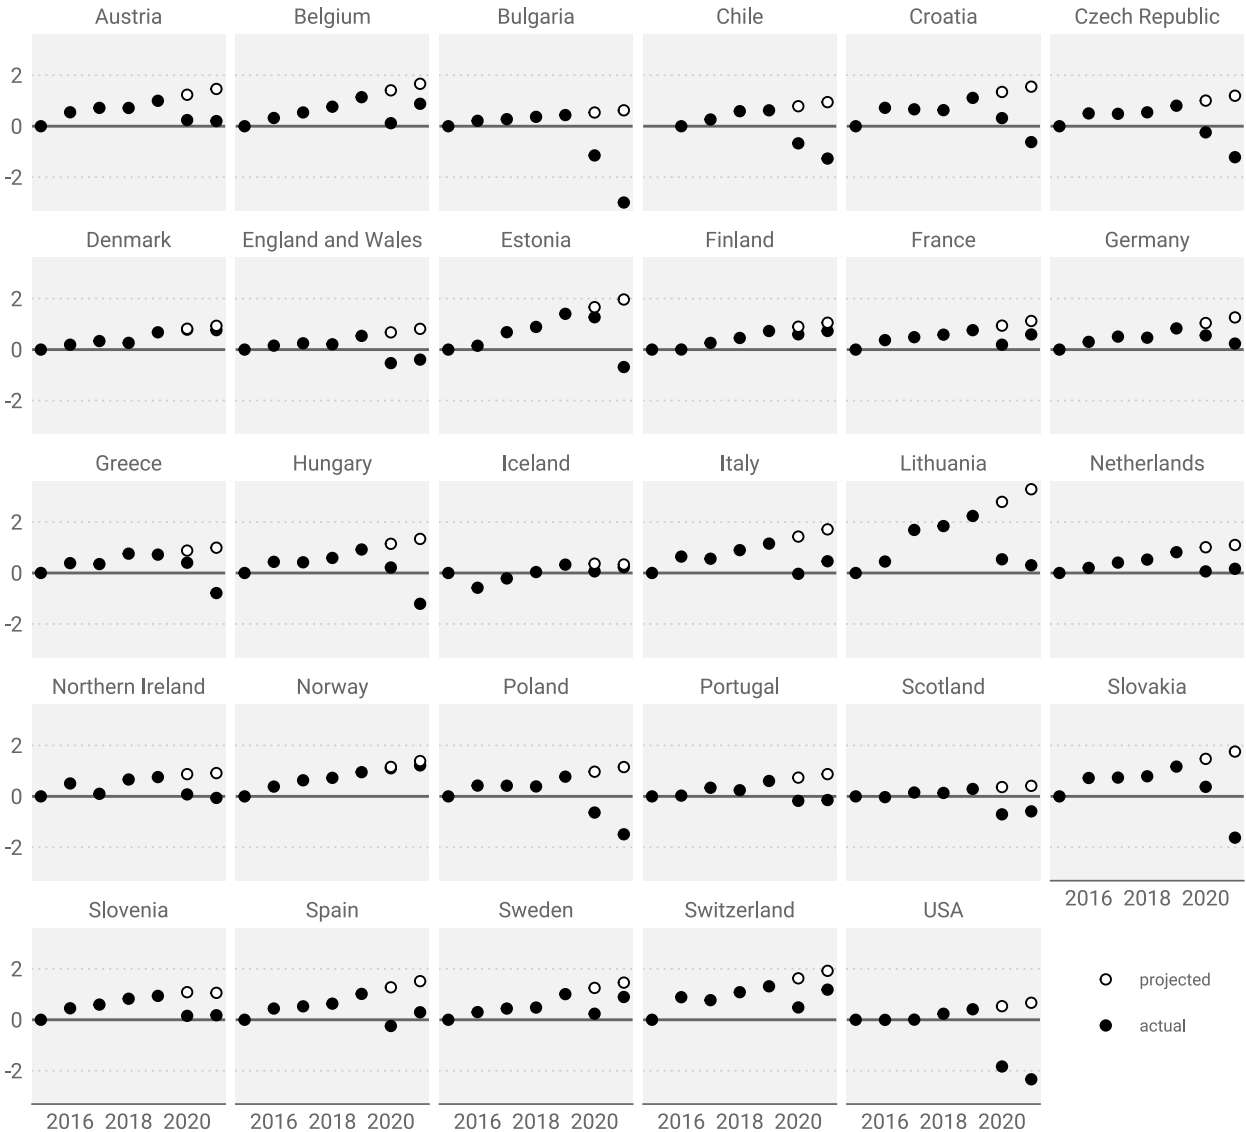 Austria Belgium Bulgaria Chile Croatia Czech Republic
2
0
-2
Denmark England and Wales Estonia Finland France Germany
2
0
-2
Greece Hungary Iceland Italy Lithuania Netherlands
2
0
-2
Northern Ireland Norway Poland Portugal Scotland Slovakia
2
0
-2
2016 2018 2020
Slovenia Spain Sweden Switzerland USA
2
0
-2
projected
actual
2016 2018 2020 2016 2018 2020 2016 2018 2020 2016 2018 2020 2016 2018 2020